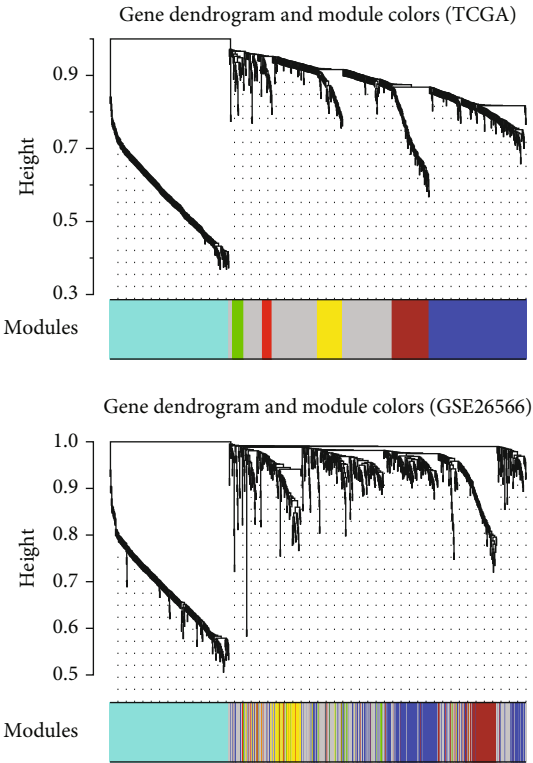 Gene dendrogram and module colors (TCGA)
0.9
0.7
0.5
0.3
Height
Modules
Gene dendrogram and module colors (GSE26566)
1.0
0.9
0.8
0.7
0.6
0.5
Height
Modules